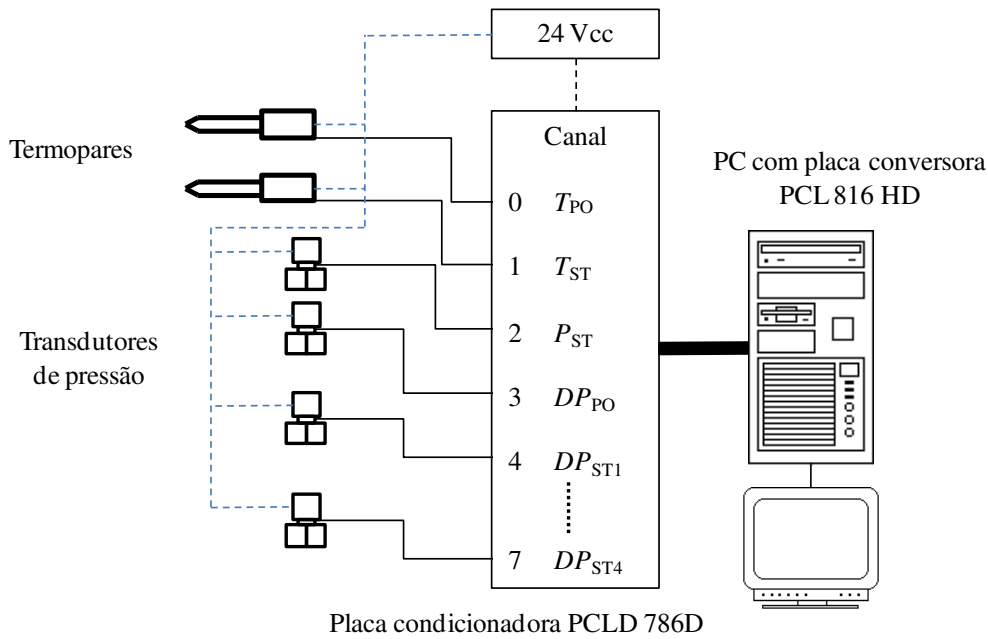 24 Vcc
Termopares
Canal
PC com placa conversora
PCL 816 HD
0 TPO
1 TST
2 PST
Transdutores
de pressão
3 DPPO
4 DPST1
7 DPST4
Placa condicionadora PCLD 786D